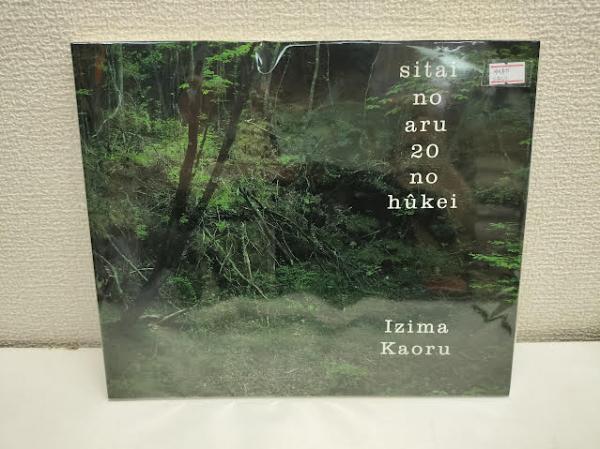 sitai
no
aru
20
no
hûkei
Izima
Kaoru